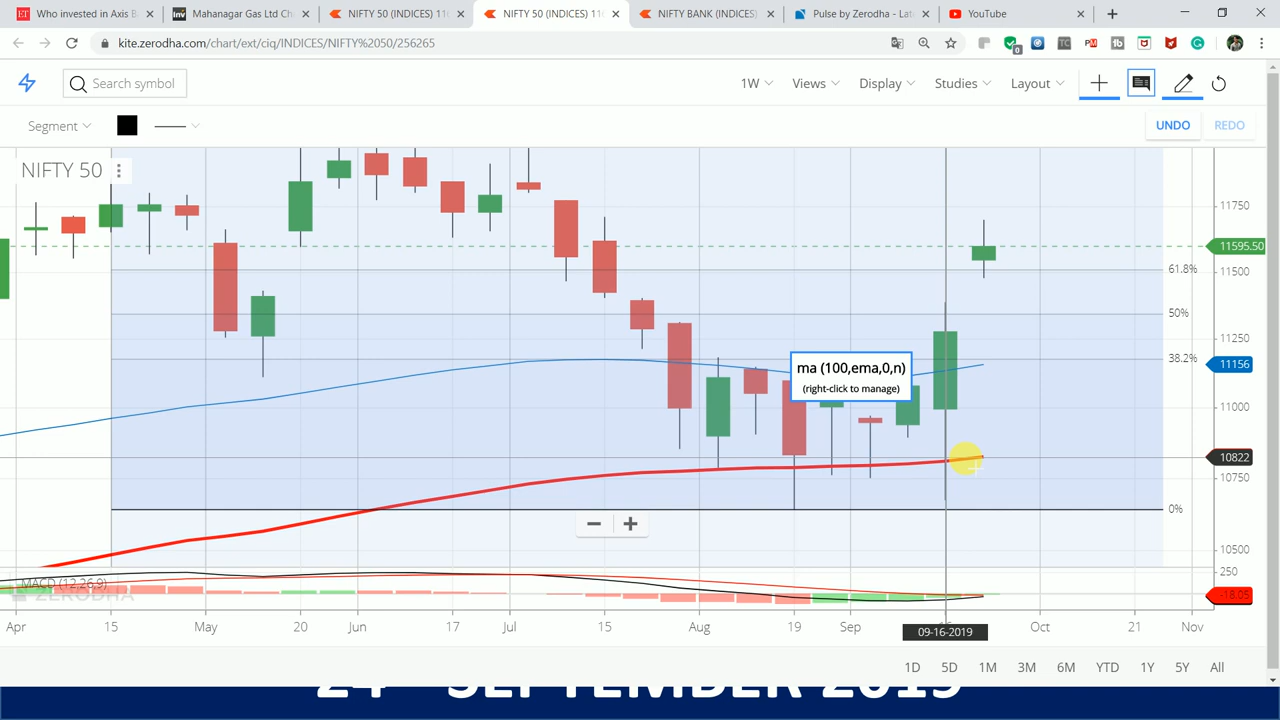 Who invested in Axis B
Mahanagar Gas Ltd Ch
NIFTY 50 (INDICES) 116
NIFTY 50 (INDICES) 116
NIFTY BANK (INDICES)
Pulse by Zerodha - Lat
YouTube
kite.zerodha.com/chart/ext/ciq/INDICES/NIFTY%2050/256265
Search symbol
1W
Views
Display
Studies
Layout
Segment
UNDO
REDO
NIFTY 50
11750
11595.50
61.8%
11500
50%
11250
38.2%
11156
ma (100,ema,0,n)
(right-click to manage)
11000
10822
10750
0%
10500
250
MACD (12,26,9)
ZERODHA
-18.05
Apr
15
May
Jun
17
Jul
15
Aug
19
Sep
09-16-2019
Oct
21
Nov
1D
5D
1M
3M
6M
YTD
1Y
5Y
All